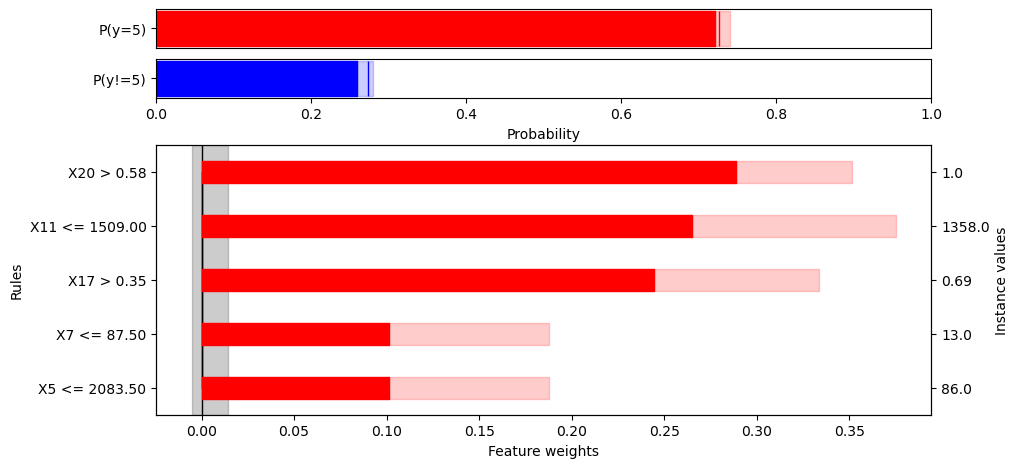 P(y=5)
P(y!=5)
0.0 0.2 0.4 0.6 0.8 1.0
Probability
X20 > 0.58 1.0
X11 <= 1509.00 1358.0
X17 > 0.35 0.69
X7 <= 87.50 13.0
X5 <= 2083.50 86.0
Rules
Instance values
0.00 0.05 0.10 0.15 0.20 0.25 0.30 0.35
Feature weights